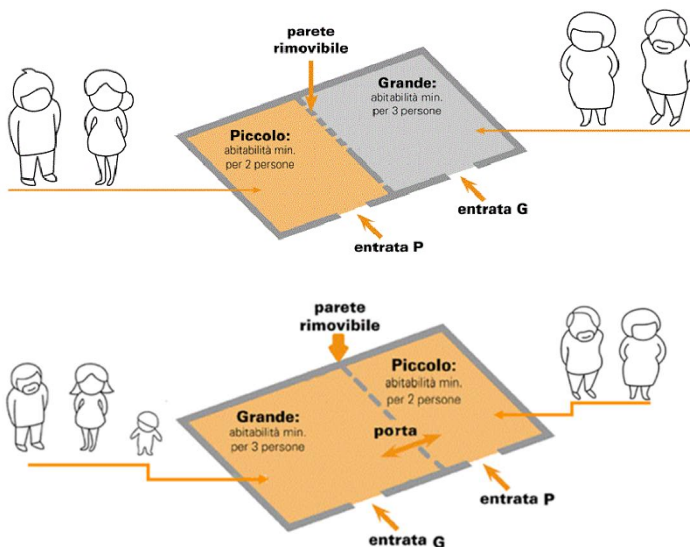 parete
rimovibile
Grande:
abitabilità min.
per 3 persone
Piccolo:
abitabilità min.
per 2 persone
entrata G
entrata P
parete
rimovibile
Piccolo:
abitabilità min.
per 2 persone
Grande:
abitabilità min.
per 3 persone
porta
entrata P
entrata G